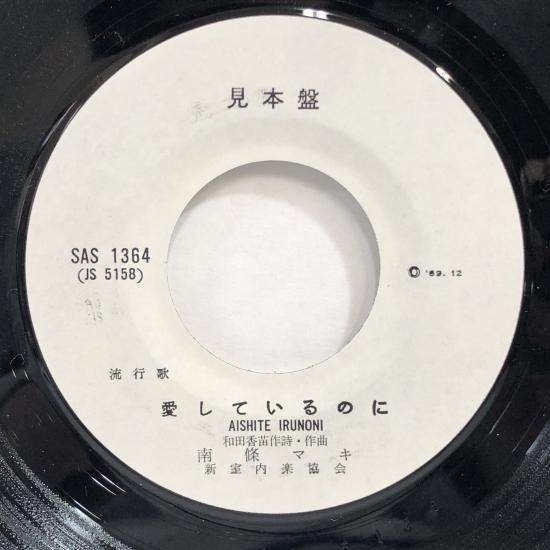 見本盤
SAS 1364
(JS 5158)
'69.12
流行歌
愛しているのに
AISHITE IRUNONI
和田香苗作詩・作曲
南條マキ
新室内楽協会